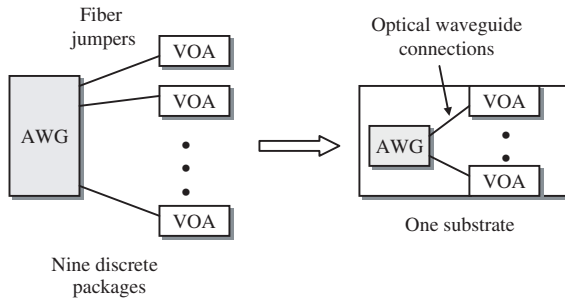 Fiber
jumpers
VOA
VOA
AWG
VOA
Nine discrete
packages
Optical waveguide
connections
VOA
AWG
VOA
One substrate